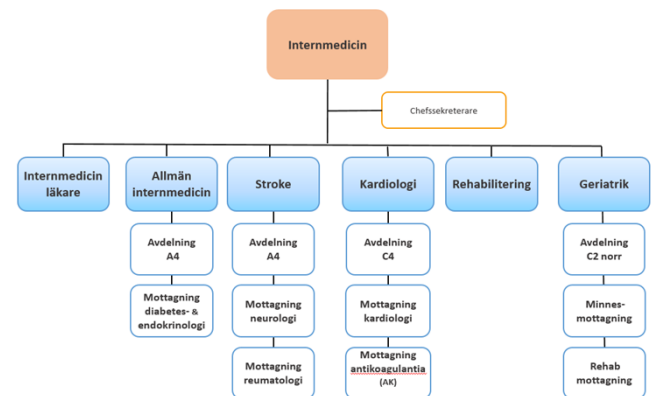 Internmedicin
Chefssekreterare
Internmedicin
läkare
Allmän
internmedicin
Stroke
Kardiologi
Rehabilitering
Geriatrik
Avdelning
A4
Avdelning
A4
Avdelning
C4
Avdelning
C2 norr
Mottagning
diabetes- &
endokrinologi
Mottagning
neurologi
Mottagning
kardiologi
Minnes-
mottagning
Mottagning
reumatologi
Mottagning
antikoagulantia
(AK)
Rehab
mottagning